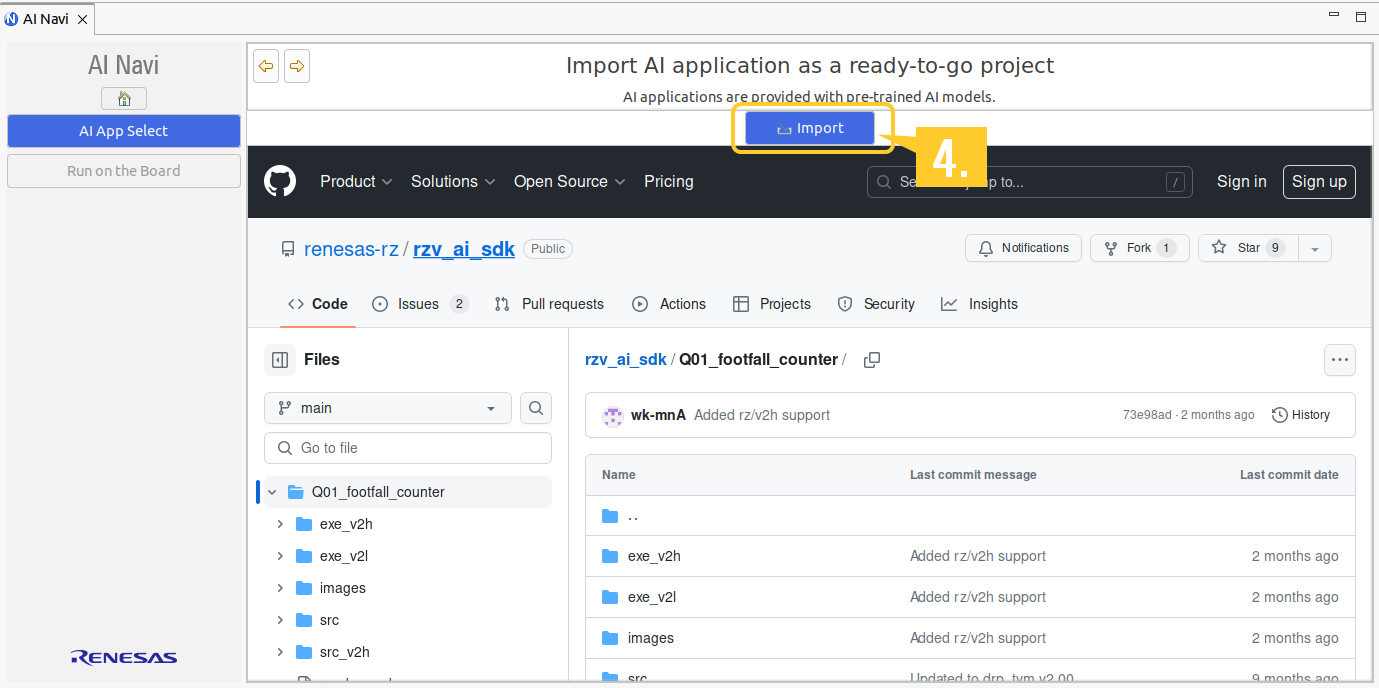 AI Navi
AI Navi
AI App Select
Run on the Board
RENESAS
Import AI application as a ready-to-go project
AI applications are provided with pre-trained AI models.
Import
4.
Product
Solutions
Open Source
Pricing
to...
/
Sign in
Sign up
renesas-rz / rzv_ai_sdk
Public
Notifications
Fork 1
Star 9
Code
Issues 2
Pull requests
Actions
Projects
Security
Insights
Files
main
Go to file
Q01_footfall_counter
exe_v2h
exe_v2l
images
src
src_v2h
rzv_ai_sdk / Q01_footfall_counter /
wk-mnA Added rz/v2h support
73e98ad · 2 months ago
History
Name Last commit message Last commit date
..
exe_v2h Added rz/v2h support 2 months ago
exe_v2l Added rz/v2h support 2 months ago
images Added rz/v2h support 2 months ago
src Updated to drp_tvm v2.00 9 months ago